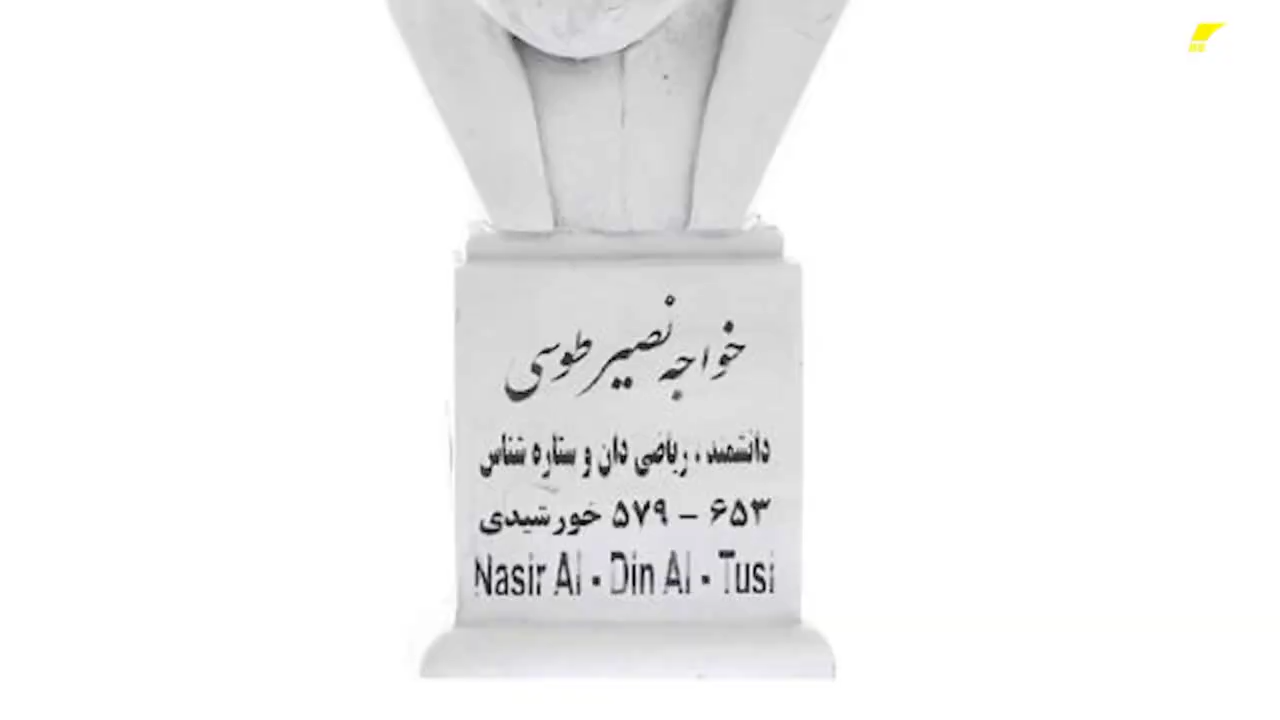 خواجه نصیر طوسی
دانشمند ، ریاضی دان و ستاره شناس
۶۵۳ – ۵۷۹ خورشیدی
Nasir Al - Din Al - Tusi